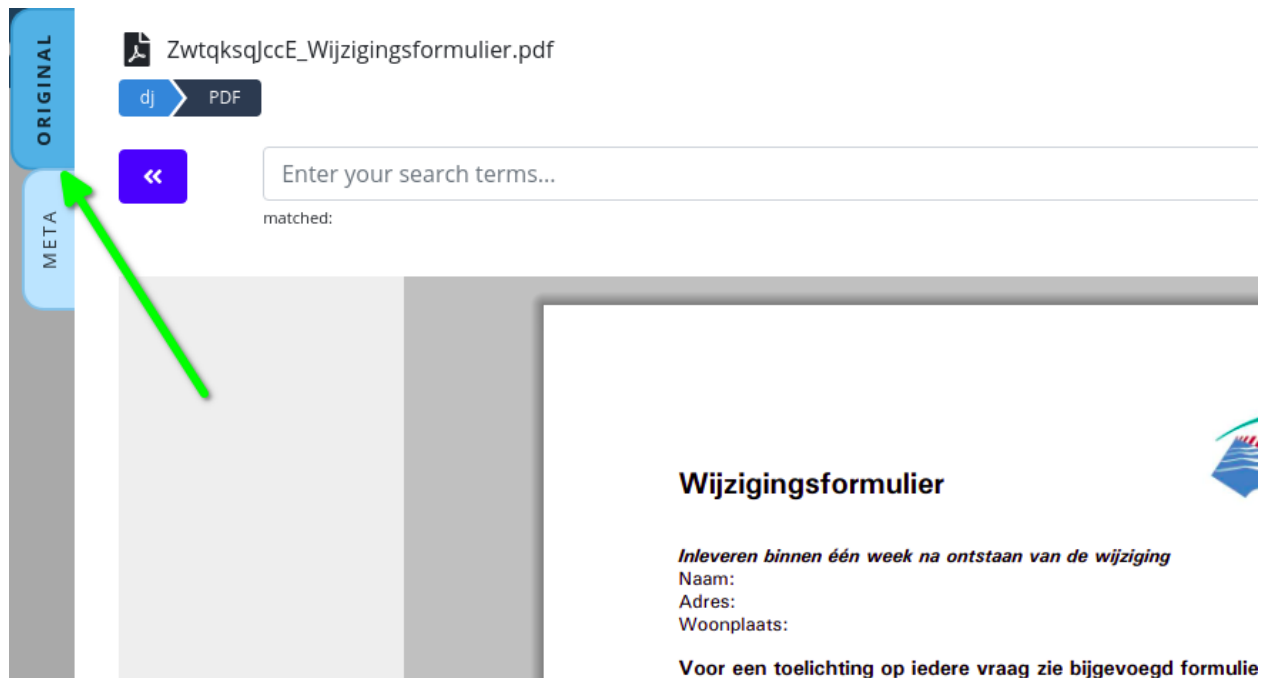 ORIGINAL
META
ZwtqksqJccE_Wijzigingsformulier.pdf
dj PDF
Enter your search terms...
matched:
Wijzigingsformulier
Inleveren binnen één week na ontstaan van de wijziging
Naam:
Adres:
Woonplaats:
Voor een toelichting op iedere vraag zie bijgevoegd formulie